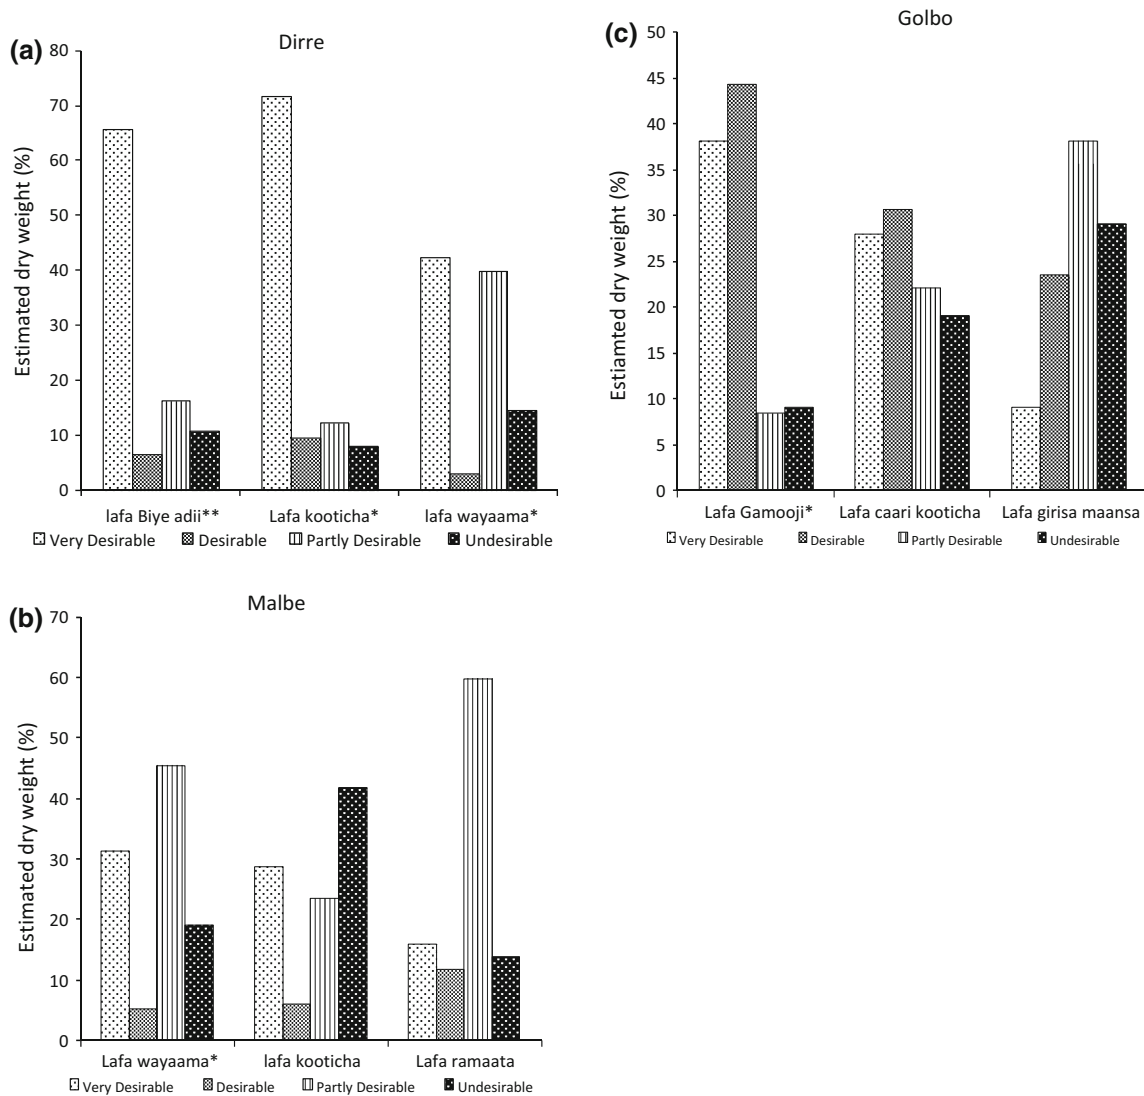 (a)
Dirre
Estimated dry weight (%)
80
70
60
50
40
30
20
10
0
lafa Biye adii** Lafa kooticha* lafa wayaama*
Very Desirable Desirable Partly Desirable Undesirable
(c)
Golbo
Estiamted dry weight (%)
50
45
40
35
30
25
20
15
10
5
0
Lafa Gamooji* Lafa caari kooticha Lafa girisa maansa
Very Desirable Desirable Partly Desirable Undesirable
(b)
Malbe
Estimated dry weight (%)
70
60
50
40
30
20
10
0
Lafa wayaama* lafa kooticha Lafa ramaata
Very Desirable Desirable Partly Desirable Undesirable